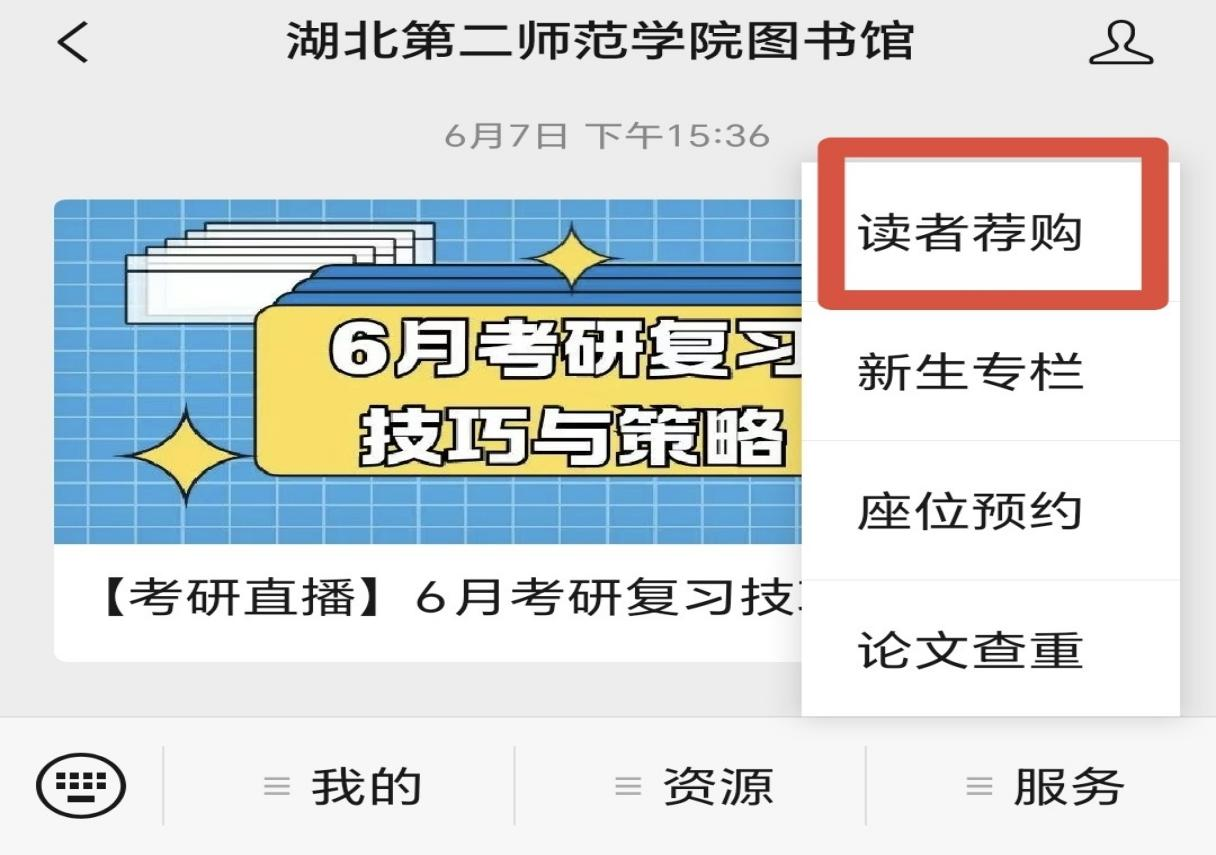 湖北第二师范学院图书馆
6月7日 下午15:36
6月考研复习
技巧与策略
【考研直播】6月考研复习技
读者荐购
新生专栏
座位预约
论文查重
我的
资源
服务